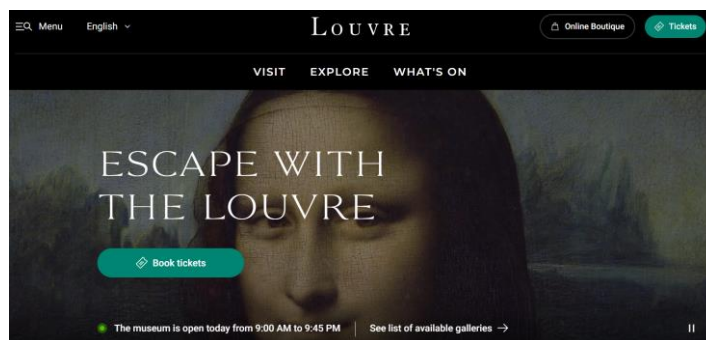 Menu English LOUVRE Online Boutique Tickets
VISIT EXPLORE WHAT'S ON
ESCAPE WITH
THE LOUVRE
Book tickets
The museum is open today from 9:00 AM to 9:45 PM See list of available galleries →